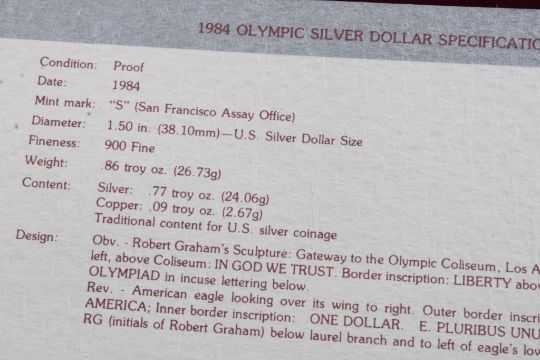 1984 OLYMPIC SILVER DOLLAR
Condition: Proof
Date: 1984
Mint mark: "S" (San Francisco Assay Office)
Diameter: 1.50 in. (38.10mm)—U.S. Silver Dollar Size
Fineness: 900 Fine
Weight: .86 troy oz. (26.73g)
Content: Silver: .77 troy oz. (24.06g)
Copper: .09 troy oz. (2.67g)
Traditional content for U.S. silver coinage
Design: Obv. - Robert Graham's Sculpture: Gateway to the Olympic Coliseum, Los
left, above Coliseum: IN GOD WE TRUST. Border inscription: LIBERTY
OLYMPIAD in incuse lettering below.
Rev. - American eagle looking over its wing to right. Outer border
AMERICA; Inner border inscription: ONE DOLLAR. E. PLURIBUS
RG (initials of Robert Graham) below laurel branch and to left of eagle's